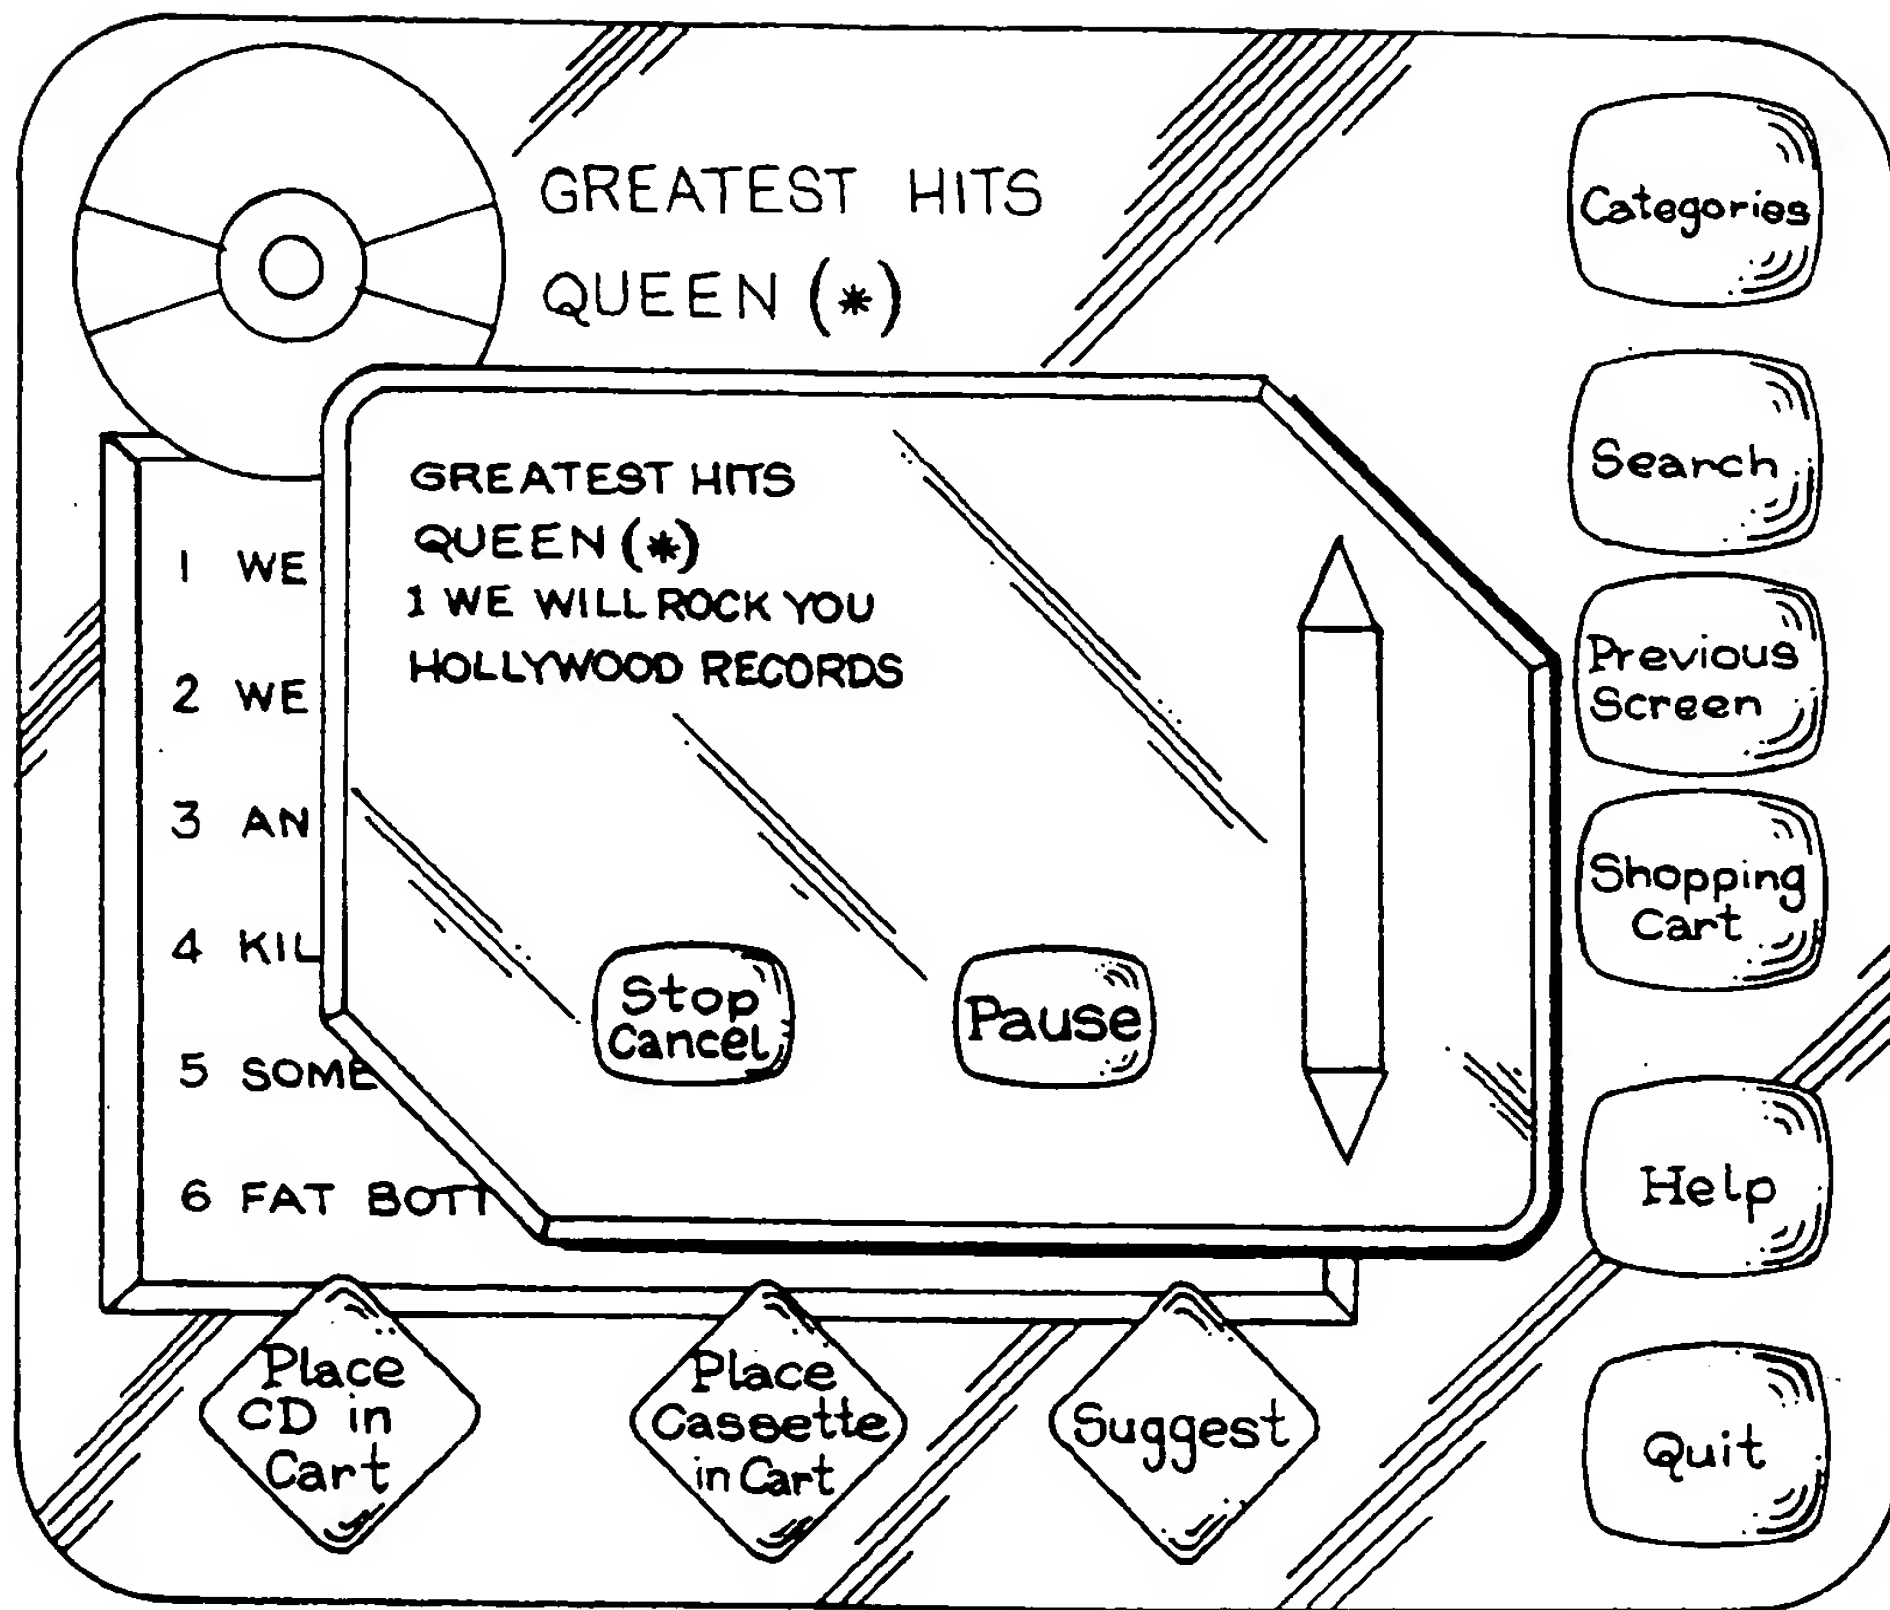 GREATEST HITS
QUEEN (*)
1 WE
2 WE
3 AN
4 KIL
5 SOME
6 FAT BOTT
GREATEST HITS
QUEEN (*)
1 WE WILL ROCK YOU
HOLLYWOOD RECORDS
Stop
Cancel
Pause
Categories
Search
Previous
Screen
Shopping
Cart
Help
Quit
Place
CD in
Cart
Place
Cassette
in Cart
Suggest